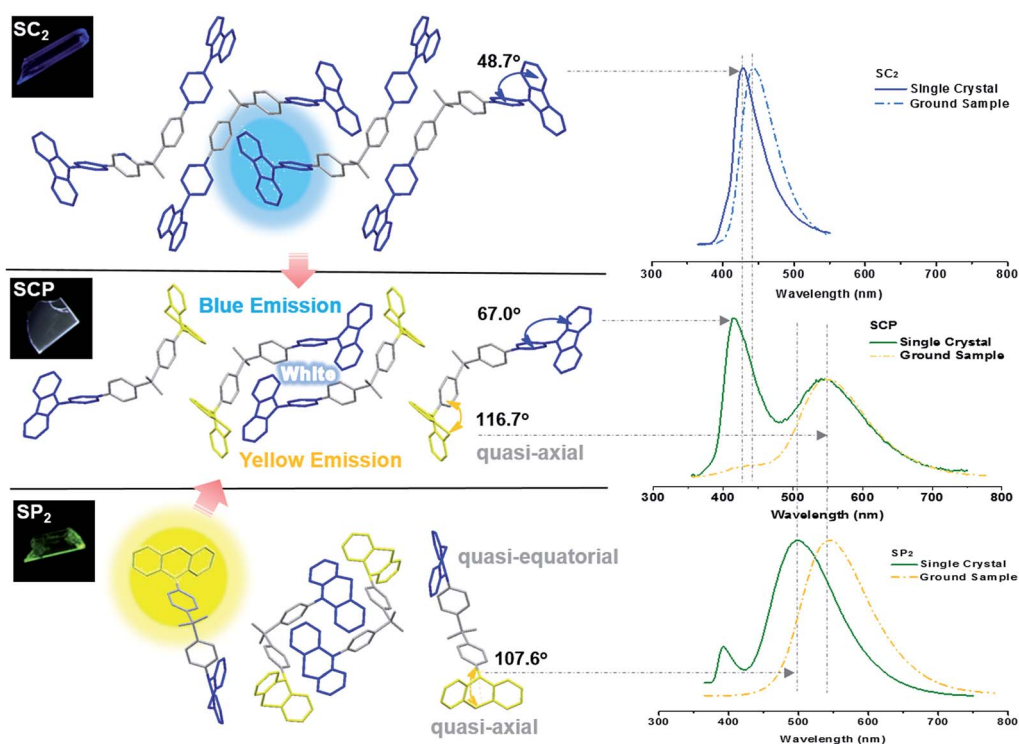 SC2
48.7°
SC2
Single Crystal
Ground Sample
300 400 500 600 700 800
Wavelength (nm)
SCP
Blue Emission
67.0°
White
116.7°
quasi-axial
Yellow Emission
SCP
Single Crystal
Ground Sample
300 400 500 600 700 800
Wavelength (nm)
SP2
quasi-equatorial
107.6°
quasi-axial
SP2
Single Crystal
Ground Sample
300 400 500 600 700 800
Wavelength (nm)